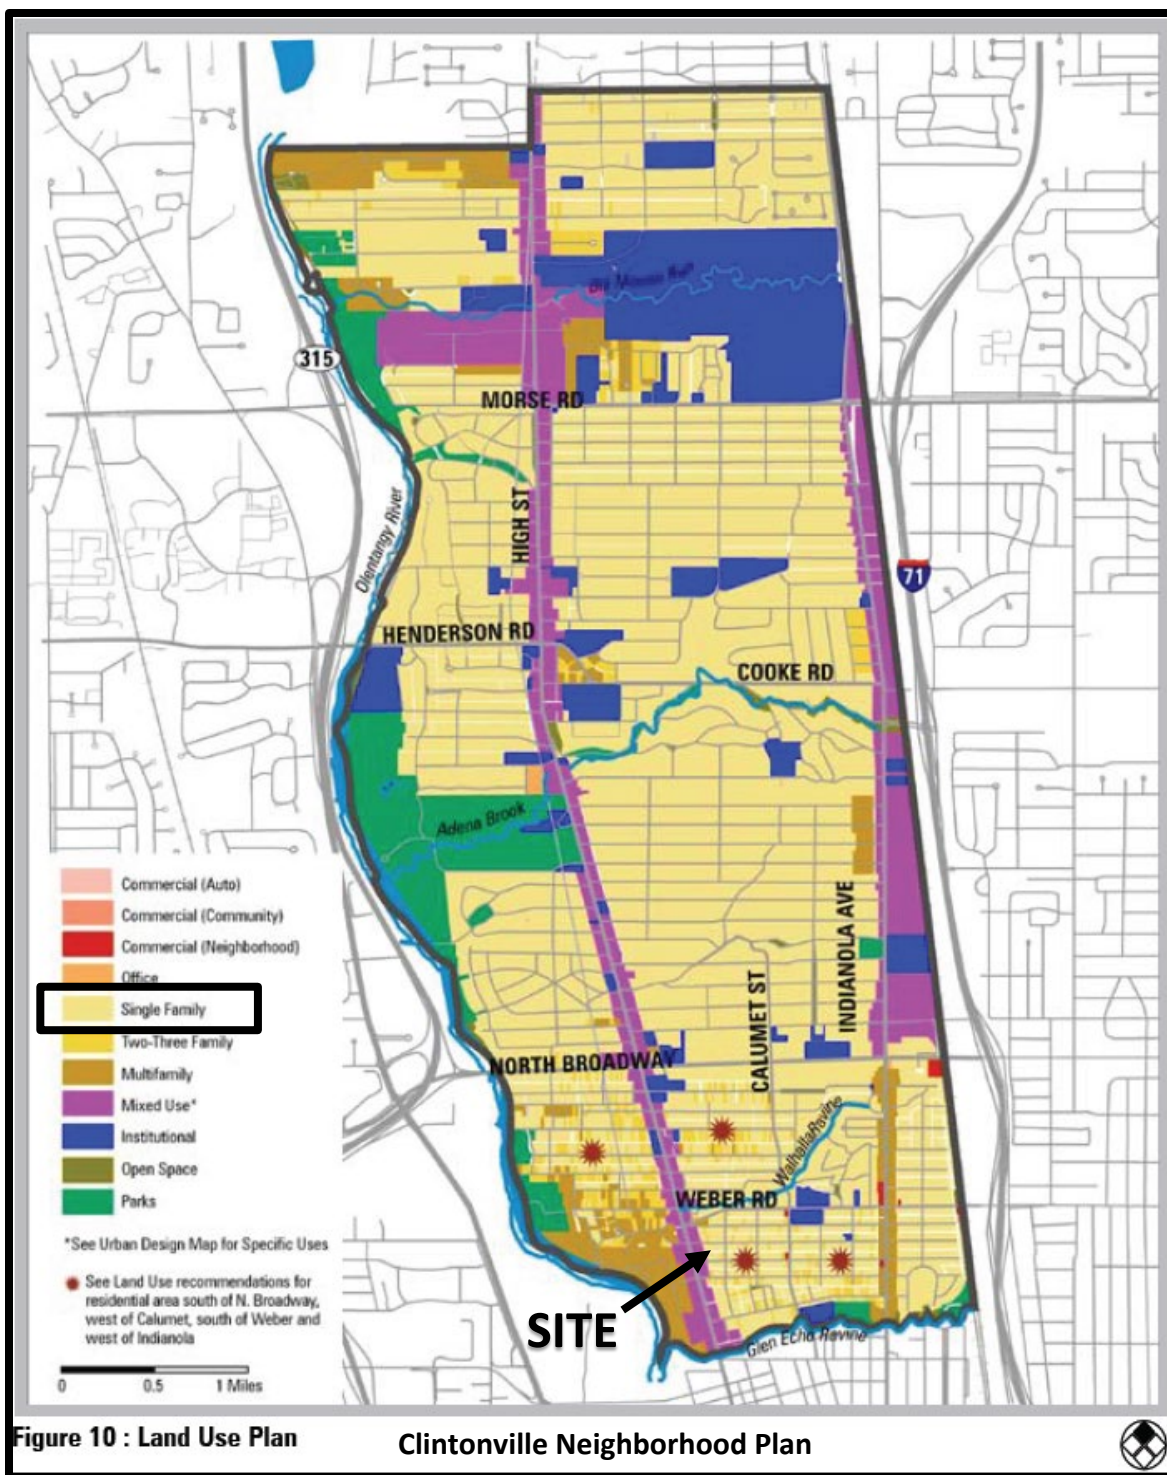 Big Walnut Run
315
MORSE RD
HIGH ST
Olentangy River
71
HENDERSON RD
COOKE RD
Adena Brook
Commercial (Auto)
Commercial (Community)
Commercial (Neighborhood)
Office
Single Family
Two-Three Family
Multifamily
Mixed Use*
Institutional
Open Space
Parks
INDIANOLA AVE
CALUMET ST
NORTH BROADWAY
Walhalla Ravine
WEBER RD
*See Urban Design Map for Specific Uses
See Land Use recommendations for
residential area south of N. Broadway,
west of Calumet, south of Weber and
west of Indianola
SITE
Glen Echo Ravine
0 0.5 1 Miles
Figure 10 : Land Use Plan
Clintonville Neighborhood Plan